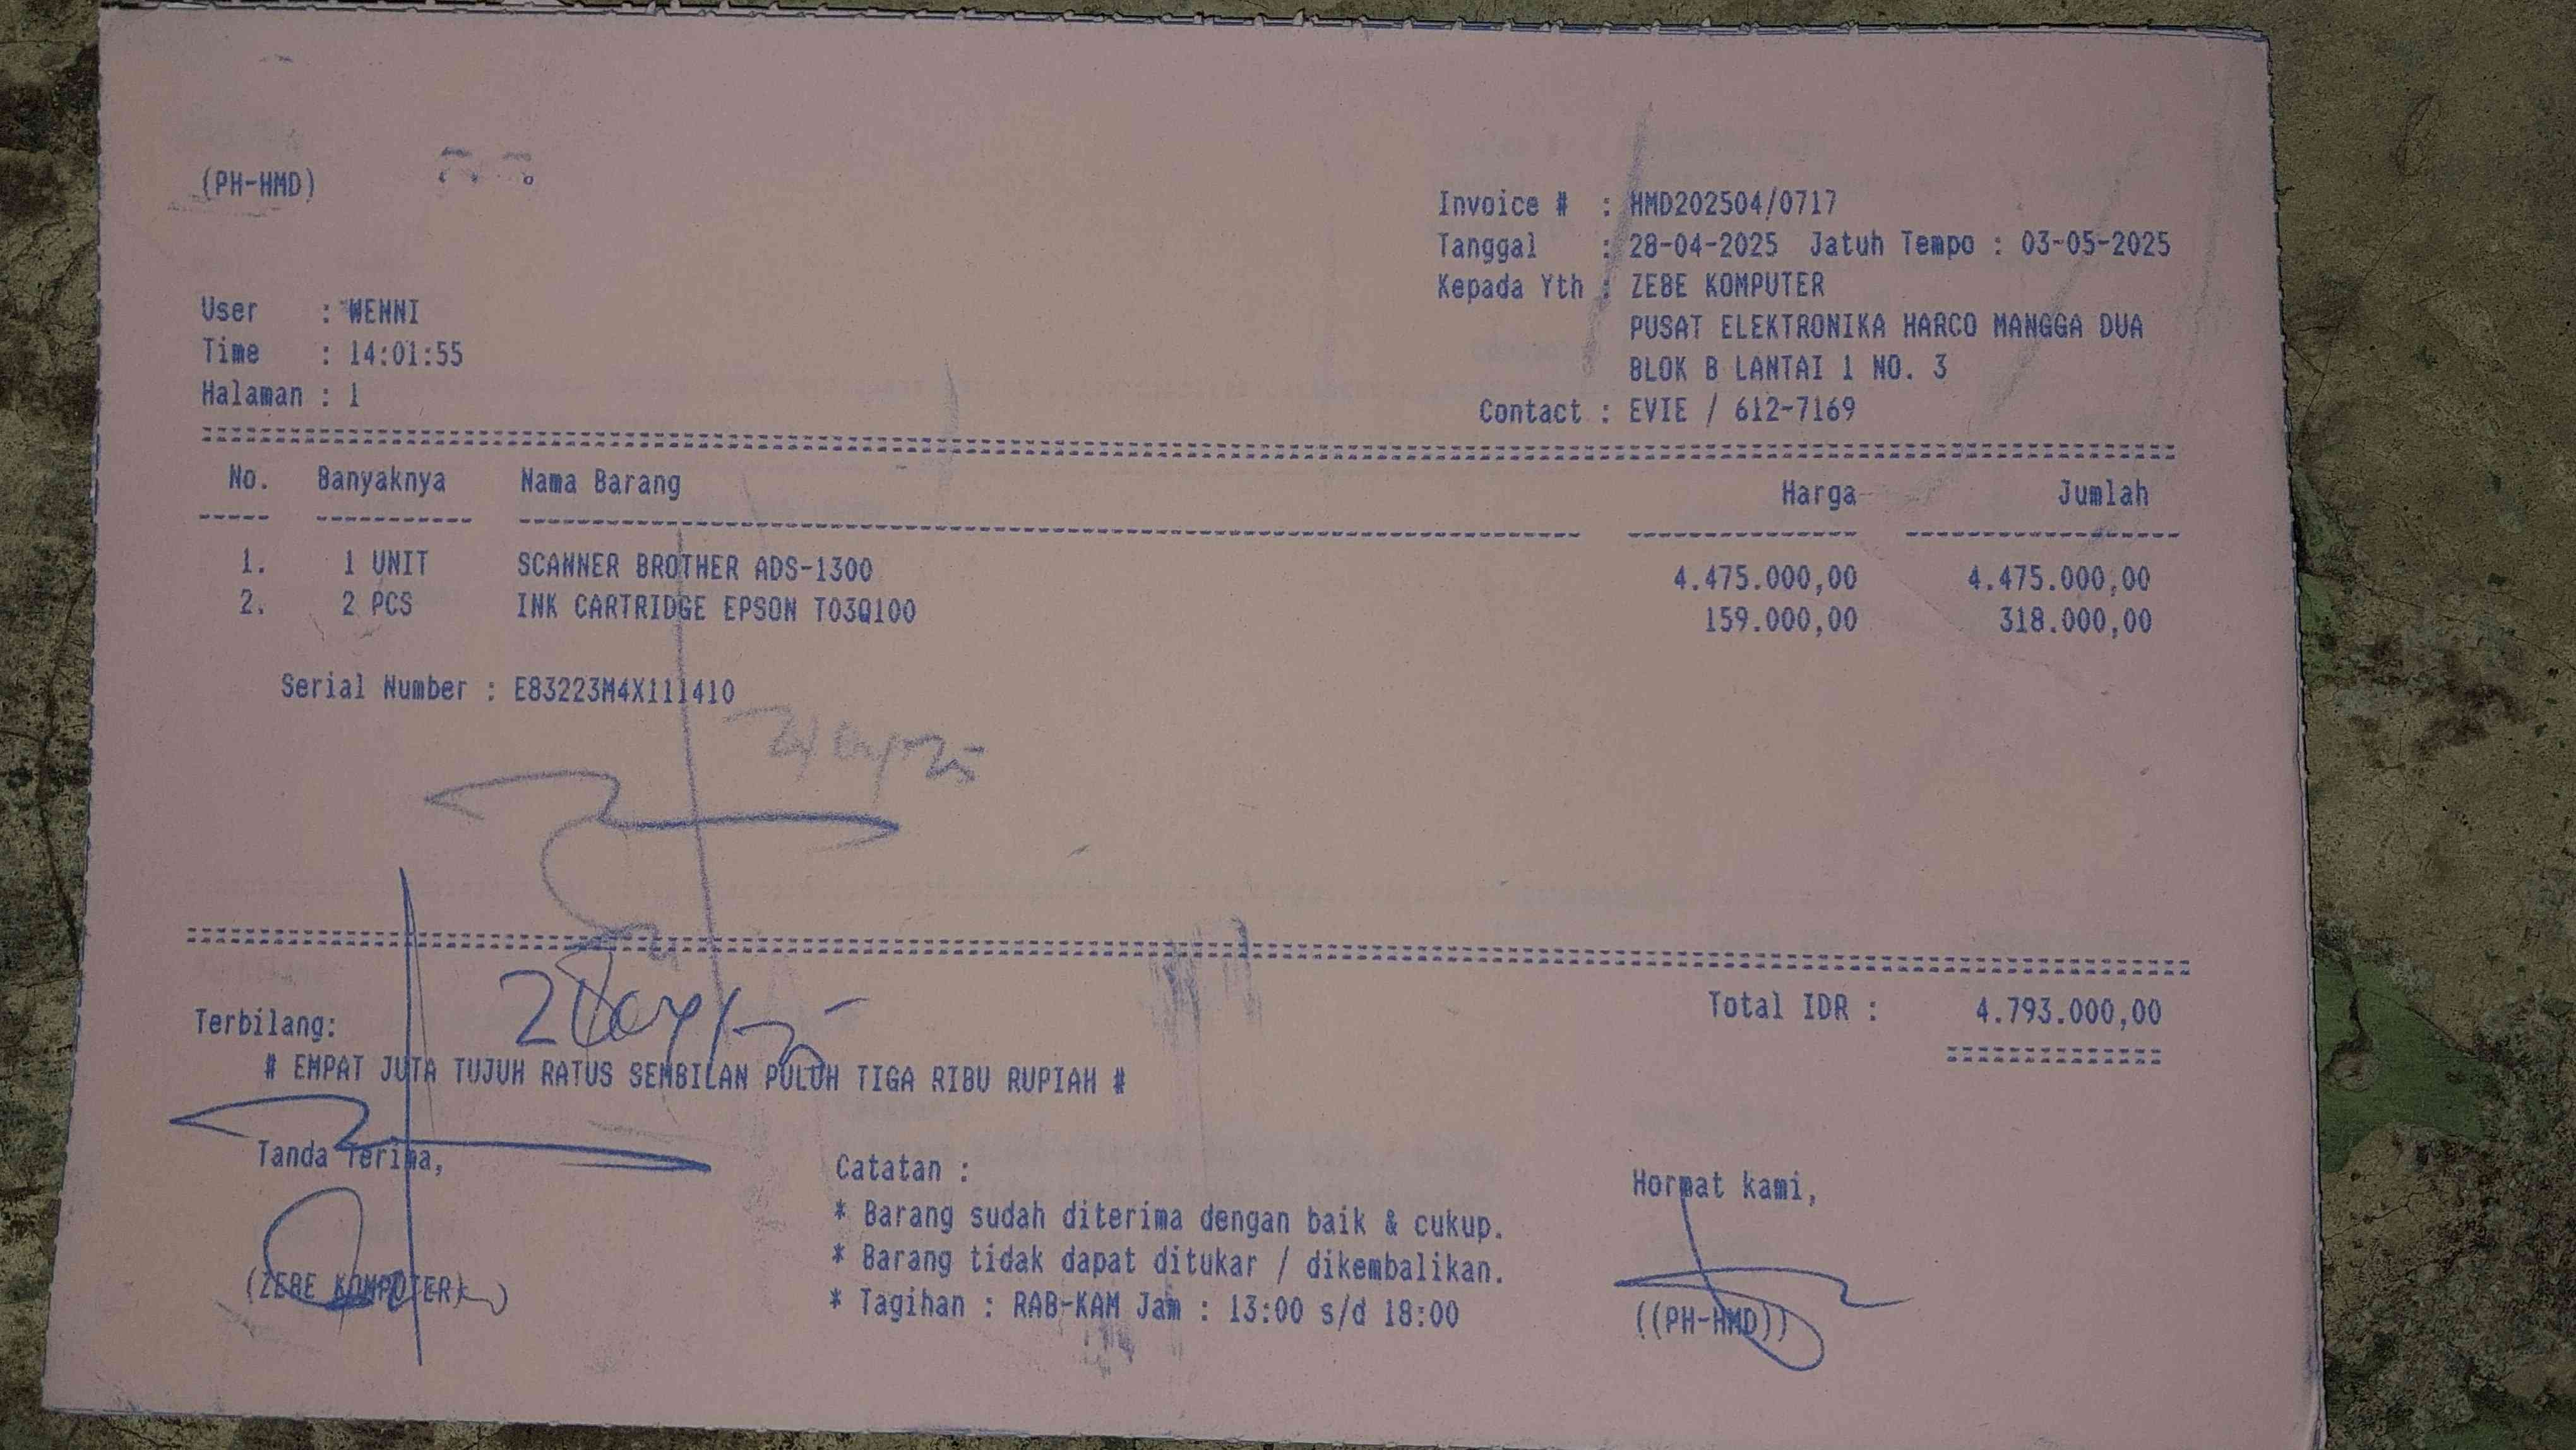 (PH-HMD)
Invoice # : HMD202504/0717
Tanggal : 28-04-2025 Jatuh Tempo : 03-05-2025
Kepada Yth : ZEBE KOMPUTER
PUSAT ELEKTRONIKA HARCO MANGGA DUA
BLOK B LANTAI 1 NO. 3
Contact : EVIE / 612-7169
User : WENNI
Time : 14:01:55
Halaman : 1
No. Banyaknya Nama Barang Harga Jumlah
1. 1 UNIT SCANNER BROTHER ADS-1300 4.475.000,00 4.475.000,00
2. 2 PCS INK CARTRIDGE EPSON T03Q100 159.000,00 318.000,00
Serial Number : E83223M4X111410
Total IDR : 4.793.000,00
Terbilang:
# EMPAT JUTA TUJUH RATUS SEMBILAN PULUH TIGA RIBU RUPIAH #
Tanda Terima,
(ZEBE KOMPUTER)
Catatan :
* Barang sudah diterima dengan baik & cukup.
* Barang tidak dapat ditukar / dikembalikan.
* Tagihan : RAB-KAM Jam : 13:00 s/d 18:00
Hormat kami,
((PH-HMD))